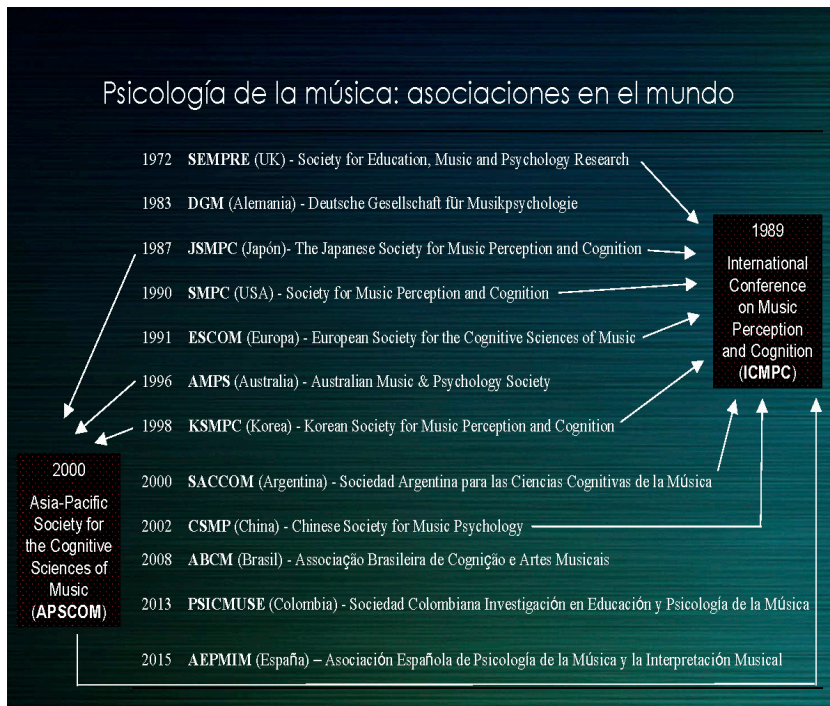 Psicología de la música: asociaciones en el mundo
1972 SEMPRE (UK) - Society for Education, Music and Psychology Research
1983 DGM (Alemania) - Deutsche Gesellschaft für Musikpsychologie
1987 JSMPC (Japón)- The Japanese Society for Music Perception and Cognition
1990 SMPC (USA) - Society for Music Perception and Cognition
1991 ESCOM (Europa) - European Society for the Cognitive Sciences of Music
1996 AMPS (Australia) - Australian Music & Psychology Society
1998 KSMPC (Korea) - Korean Society for Music Perception and Cognition
2000 SACCOM (Argentina) - Sociedad Argentina para las Ciencias Cognitivas de la Música
2002 CSMP (China) - Chinese Society for Music Psychology
2008 ABCM (Brasil) - Associação Brasileira de Cognição e Artes Musicais
2013 PSICMUSE (Colombia) - Sociedad Colombiana Investigación en Educación y Psicología de la Música
2015 AEPMIM (España) – Asociación Española de Psicología de la Música y la Interpretación Musical
1989
International
Conference
on Music
Perception
and Cognition
(ICMPC)
2000
Asia-Pacific
Society for
the Cognitive
Sciences of
Music
(APSCOM)